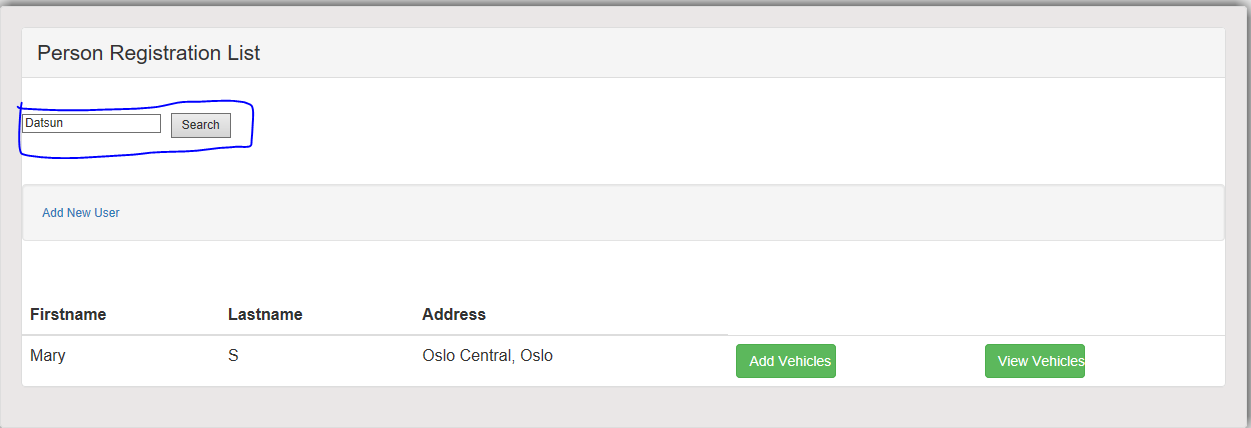 Person Registration List
Datsun Search
Add New User
Firstname Lastname Address
Mary S Oslo Central, Oslo Add Vehicles View Vehicles